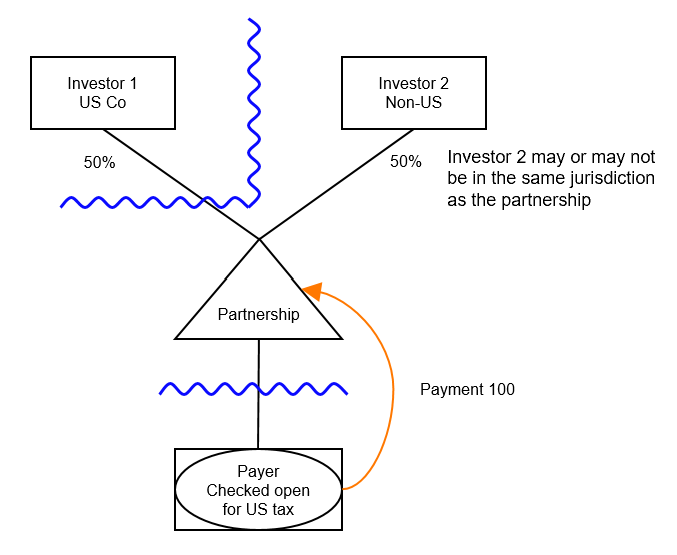 Investor 1
US Co
Investor 2
Non-US
50%
50%
Investor 2 may or may not
be in the same jurisdiction
as the partnership
Partnership
Payment 100
Payer
Checked open
for US tax